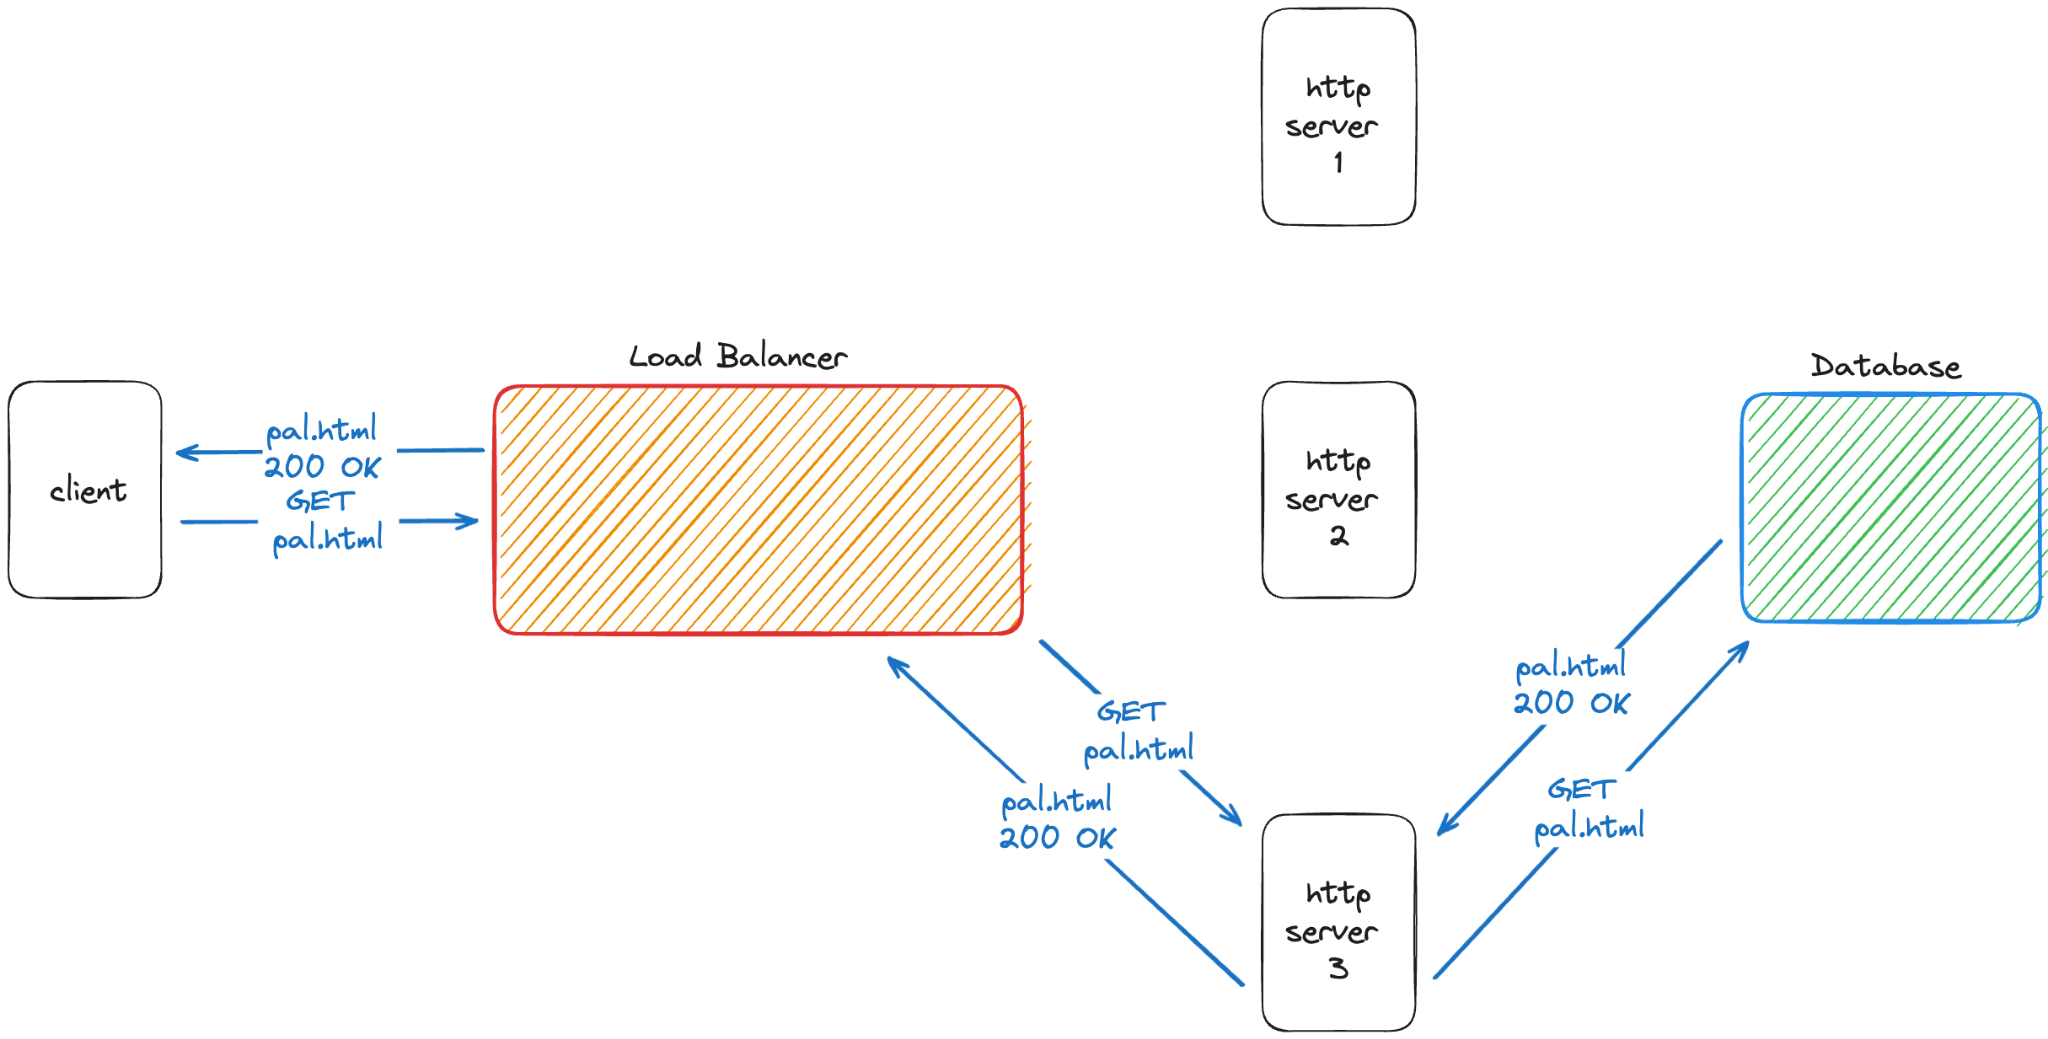 http
server
1
Load Balancer
Database
client
pal.html
200 OK
GET
pal.html
http
server
2
pal.html
200 OK
GET
pal.html
GET
pal.html
pal.html
200 OK
http
server
3